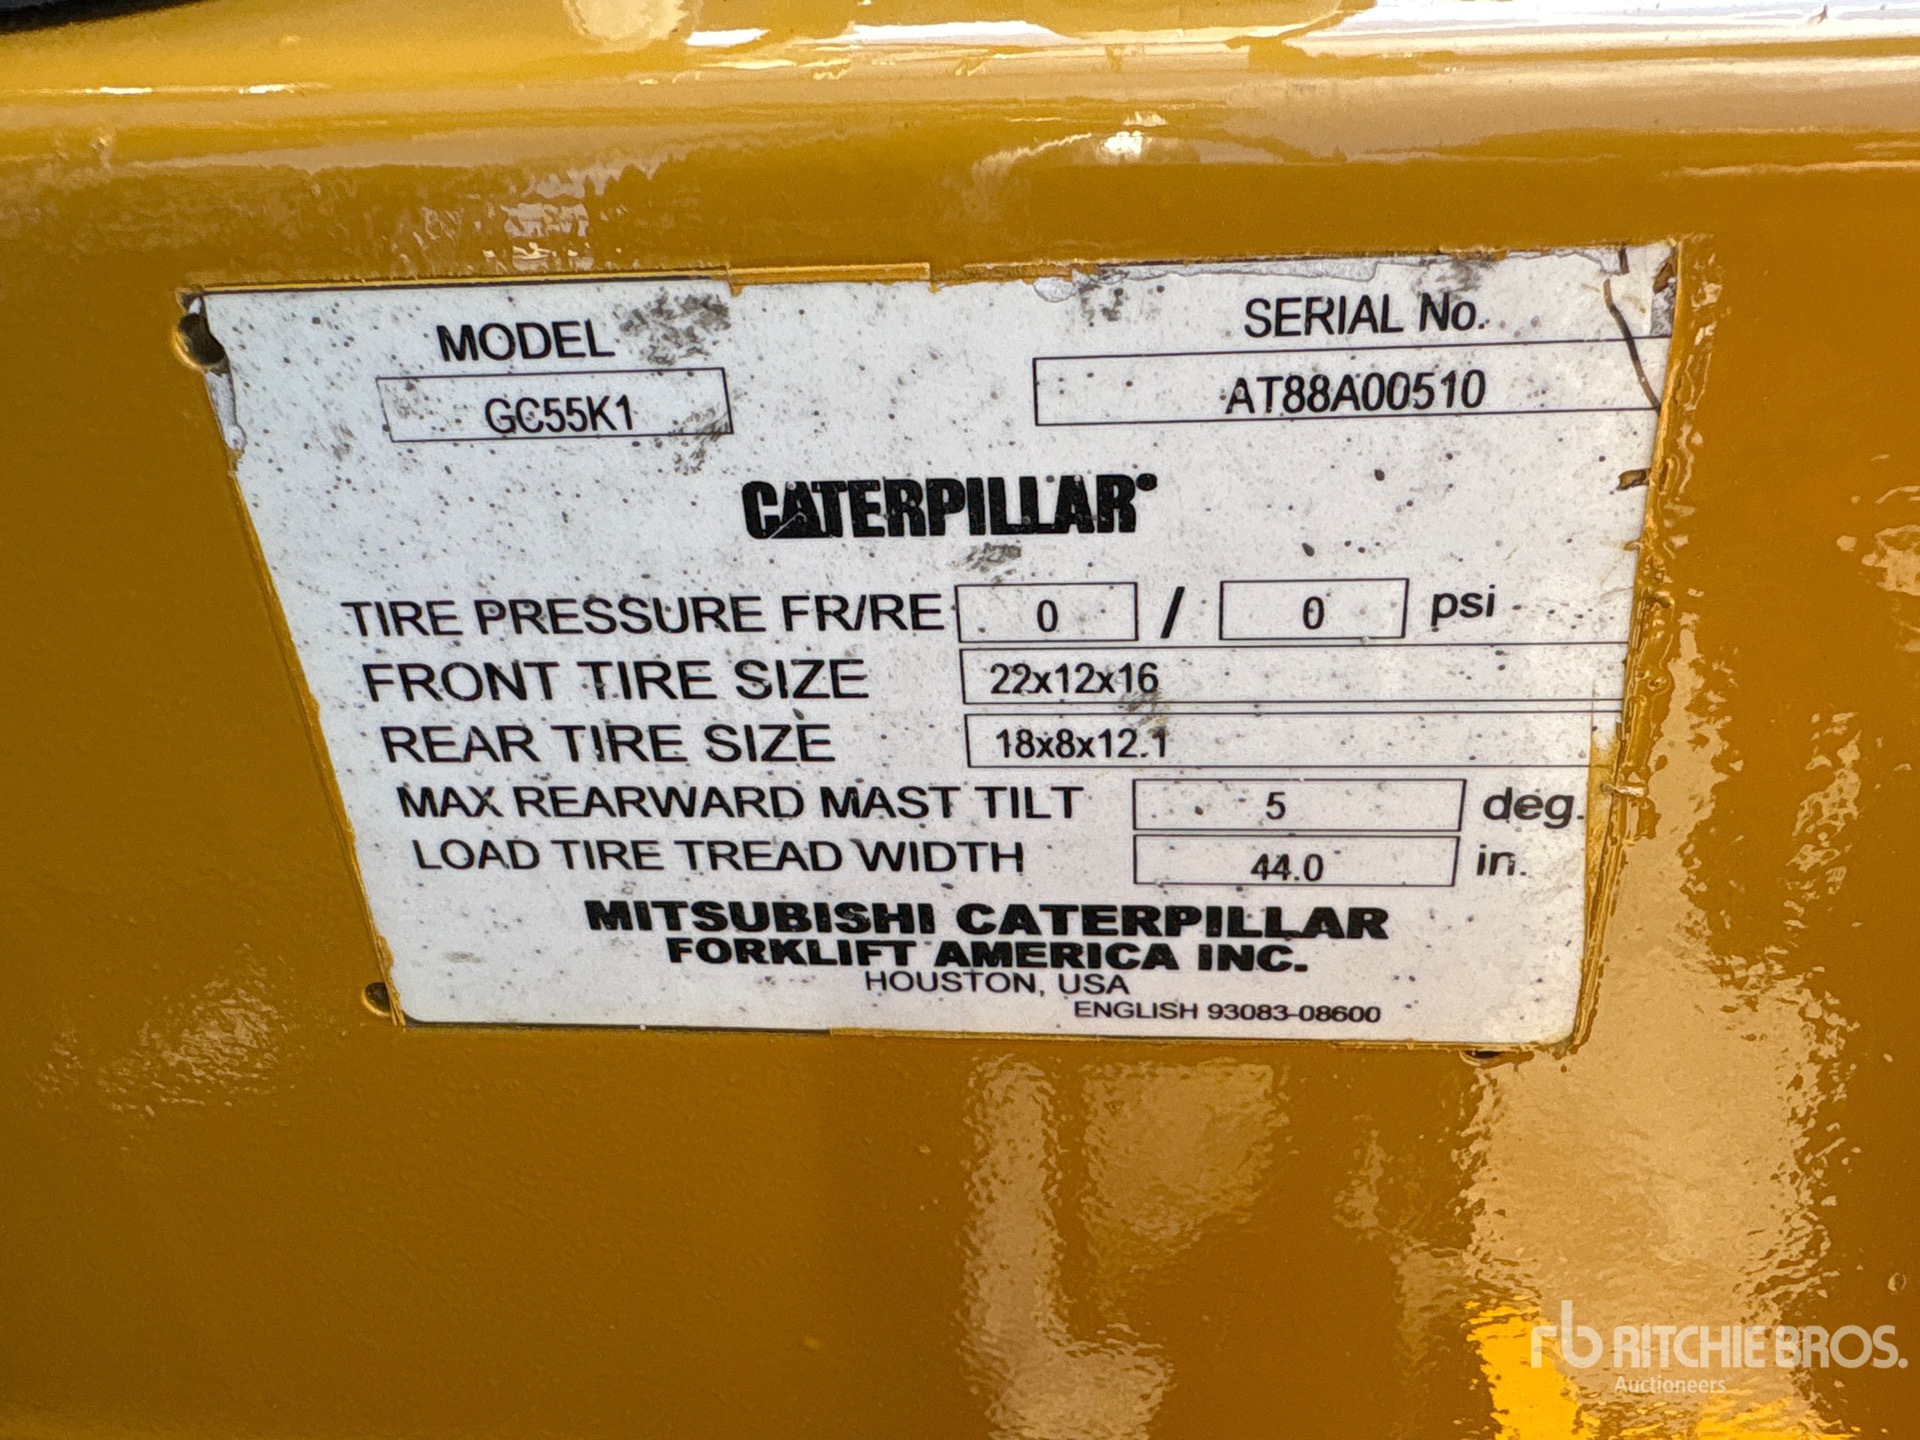 MODEL SERIAL No.
GC55K1 AT88A00510
CATERPILLAR
TIRE PRESSURE FR/RE 0 / 0 psi
FRONT TIRE SIZE 22x12x16
REAR TIRE SIZE 18x8x12.1
MAX REARWARD MAST TILT 5 deg.
LOAD TIRE TREAD WIDTH 44.0 in.
MITSUBISHI CATERPILLAR
FORKLIFT AMERICA INC.
HOUSTON, USA
ENGLISH 93083-08600
rb RITCHIE BROS.
Auctioneers